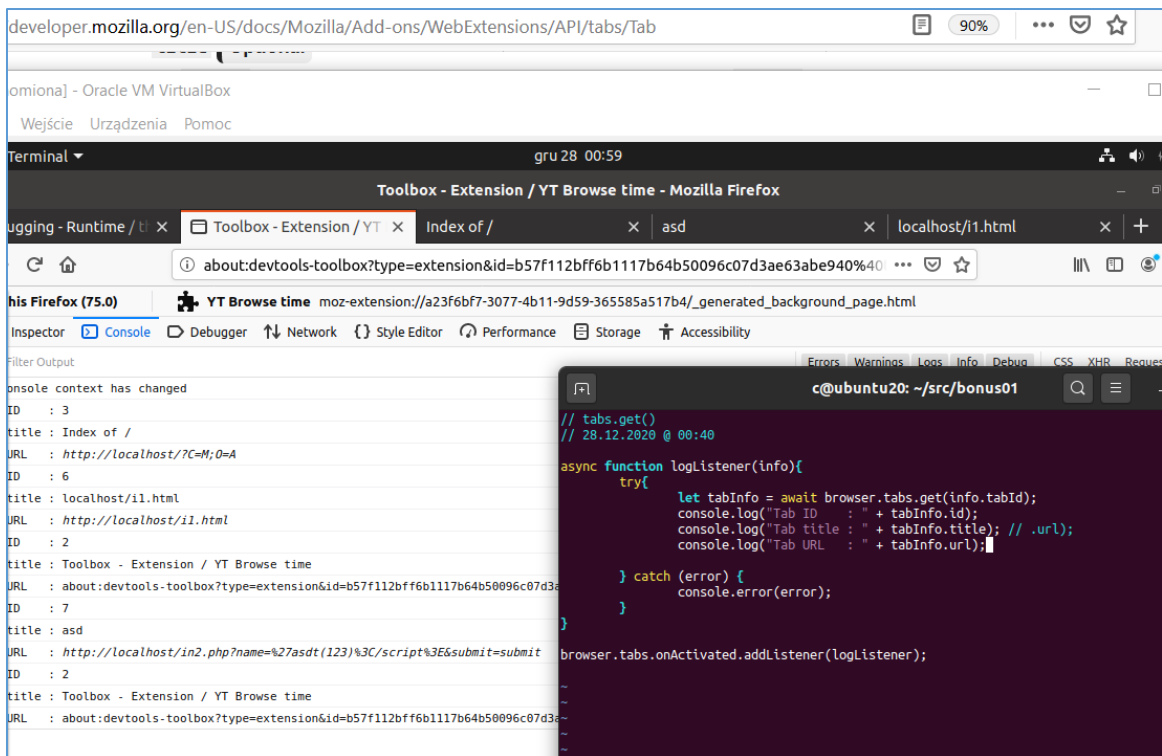 developer.mozilla.org/en-US/docs/Mozilla/Add-ons/WebExtensions/API/tabs/Tab 90%
omiona] - Oracle VM VirtualBox
Wejście Urządzenia Pomoc
Terminal gru 28 00:59
Toolbox - Extension / YT Browse time - Mozilla Firefox
ugging - Runtime / th Toolbox - Extension / YT Index of / asd localhost/i1.html
about:devtools-toolbox?type=extension&id=b57f112bff6b1117b64b50096c07d3ae63abe940%40
his Firefox (75.0) YT Browse time moz-extension://a23f6bf7-3077-4b11-9d59-365585a517b4/_generated_background_page.html
Inspector Console Debugger Network {} Style Editor Performance Storage Accessibility
Filter Output Errors Warnings Logs Info Debug CSS XHR Reques
onsole context has changed
ID : 3
title : Index of /
URL : http://localhost/?C=M;O=A
ID : 6
title : localhost/i1.html
URL : http://localhost/i1.html
ID : 2
title : Toolbox - Extension / YT Browse time
URL : about:devtools-toolbox?type=extension&id=b57f112bff6b1117b64b50096c07d3a
ID : 7
title : asd
URL : http://localhost/in2.php?name=%27asdt(123)%3C/script%3E&submit=submit
ID : 2
title : Toolbox - Extension / YT Browse time
URL : about:devtools-toolbox?type=extension&id=b57f112bff6b1117b64b50096c07d3a
c@ubuntu20: ~/src/bonus01
// tabs.get()
// 28.12.2020 @ 00:40
async function logListener(info){
try{
let tabInfo = await browser.tabs.get(info.tabId);
console.log("Tab ID : " + tabInfo.id);
console.log("Tab title : " + tabInfo.title); // .url);
console.log("Tab URL : " + tabInfo.url);
} catch (error) {
console.error(error);
}
}
browser.tabs.onActivated.addListener(logListener);
~
~
~
~
~